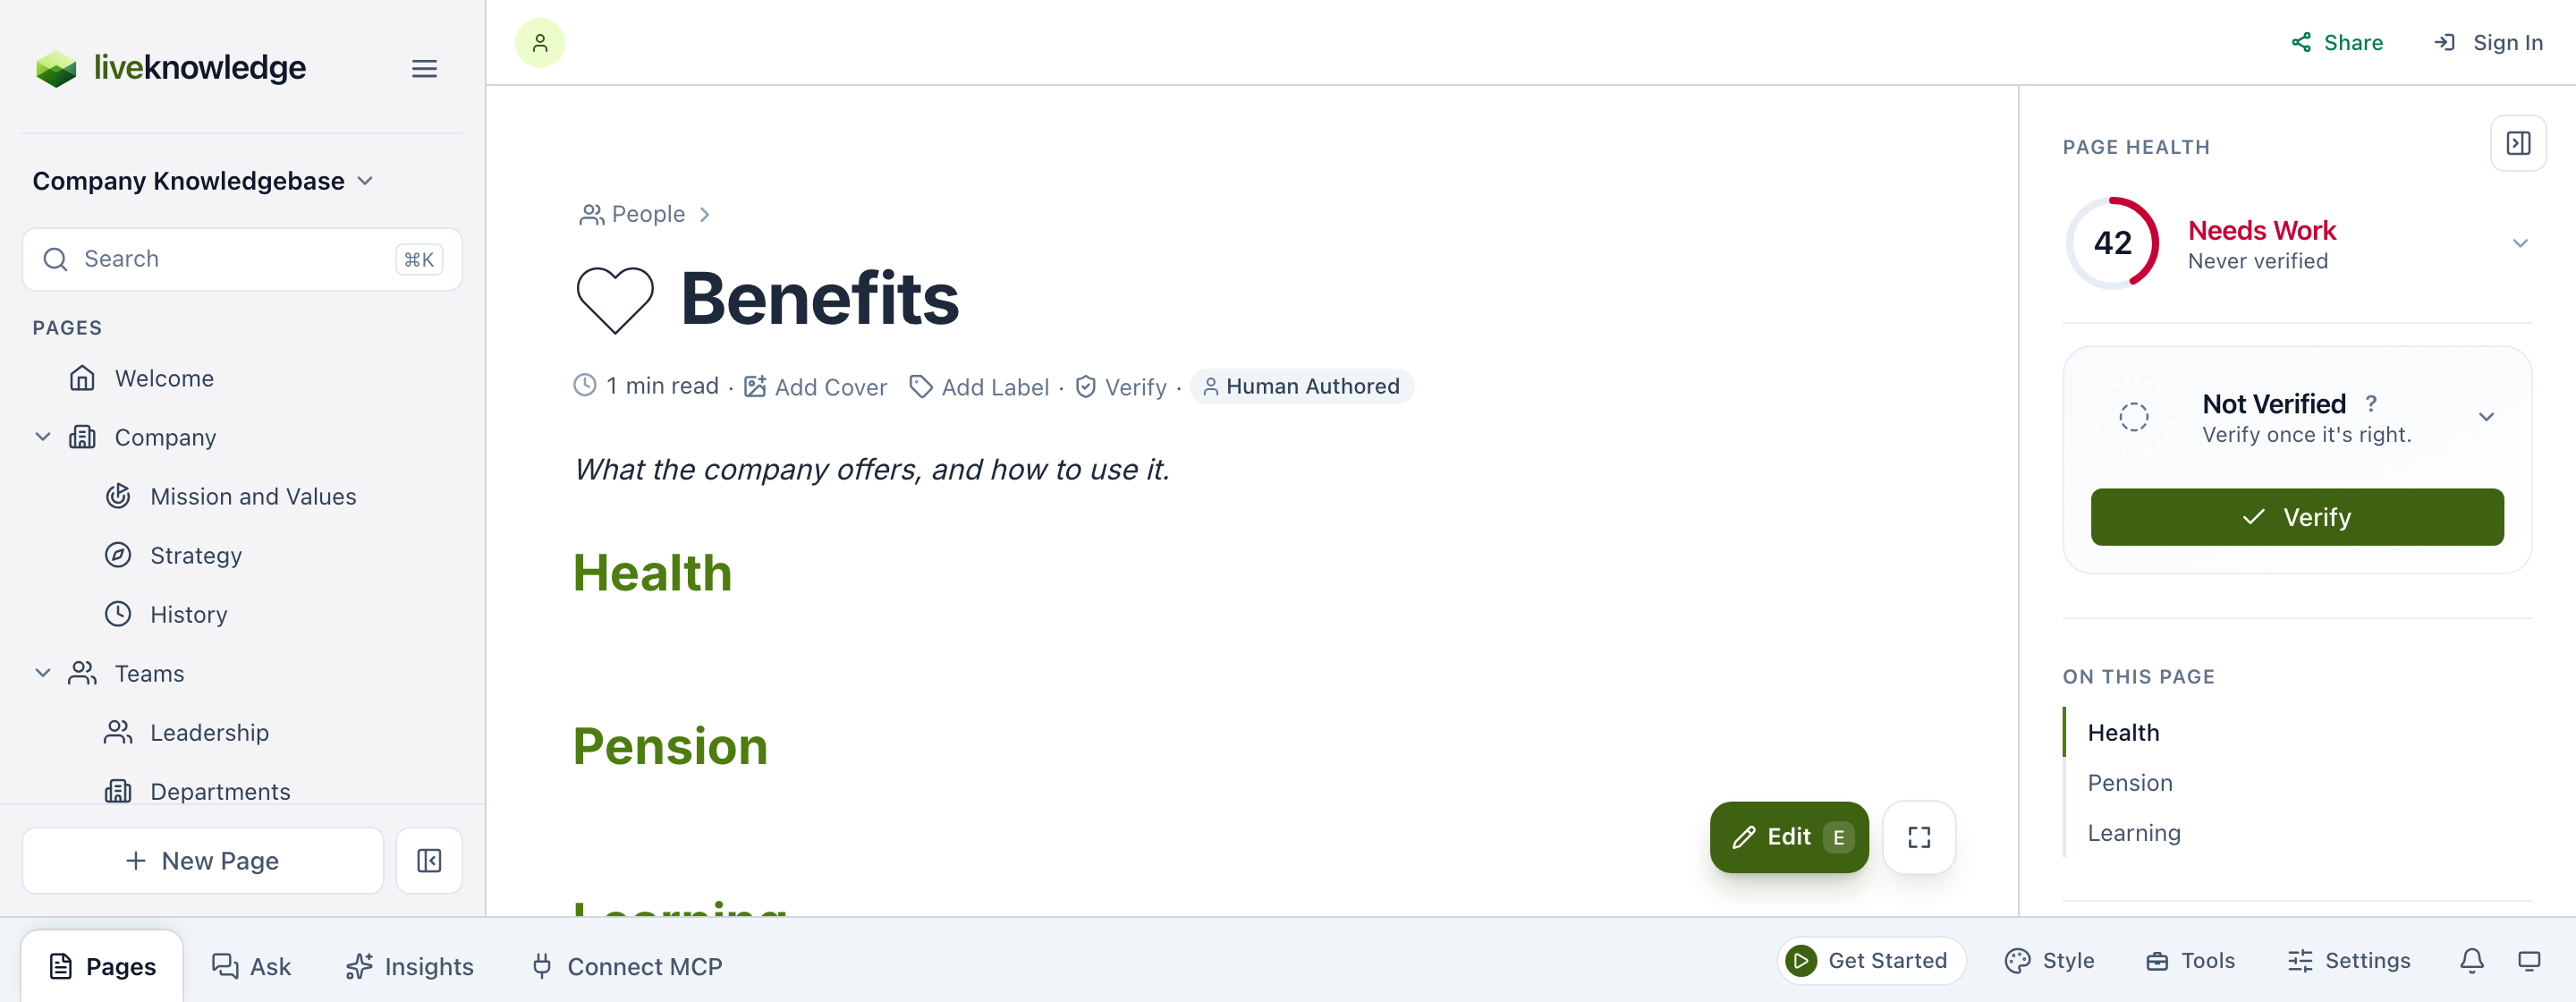 liveknowledge
Company Knowledgebase
Search ⌘K
PAGES
Welcome
Company
Mission and Values
Strategy
History
Teams
Leadership
Departments
New Page
Share
Sign In
People
Benefits
1 min read · Add Cover Add Label · Verify · Human Authored
What the company offers, and how to use it.
Health
Pension
Learning
Edit E
PAGE HEALTH
42
Needs Work
Never verified
Not Verified ?
Verify once it's right.
Verify
ON THIS PAGE
Health
Pension
Learning
Pages
Ask
Insights
Connect MCP
Get Started
Style
Tools
Settings